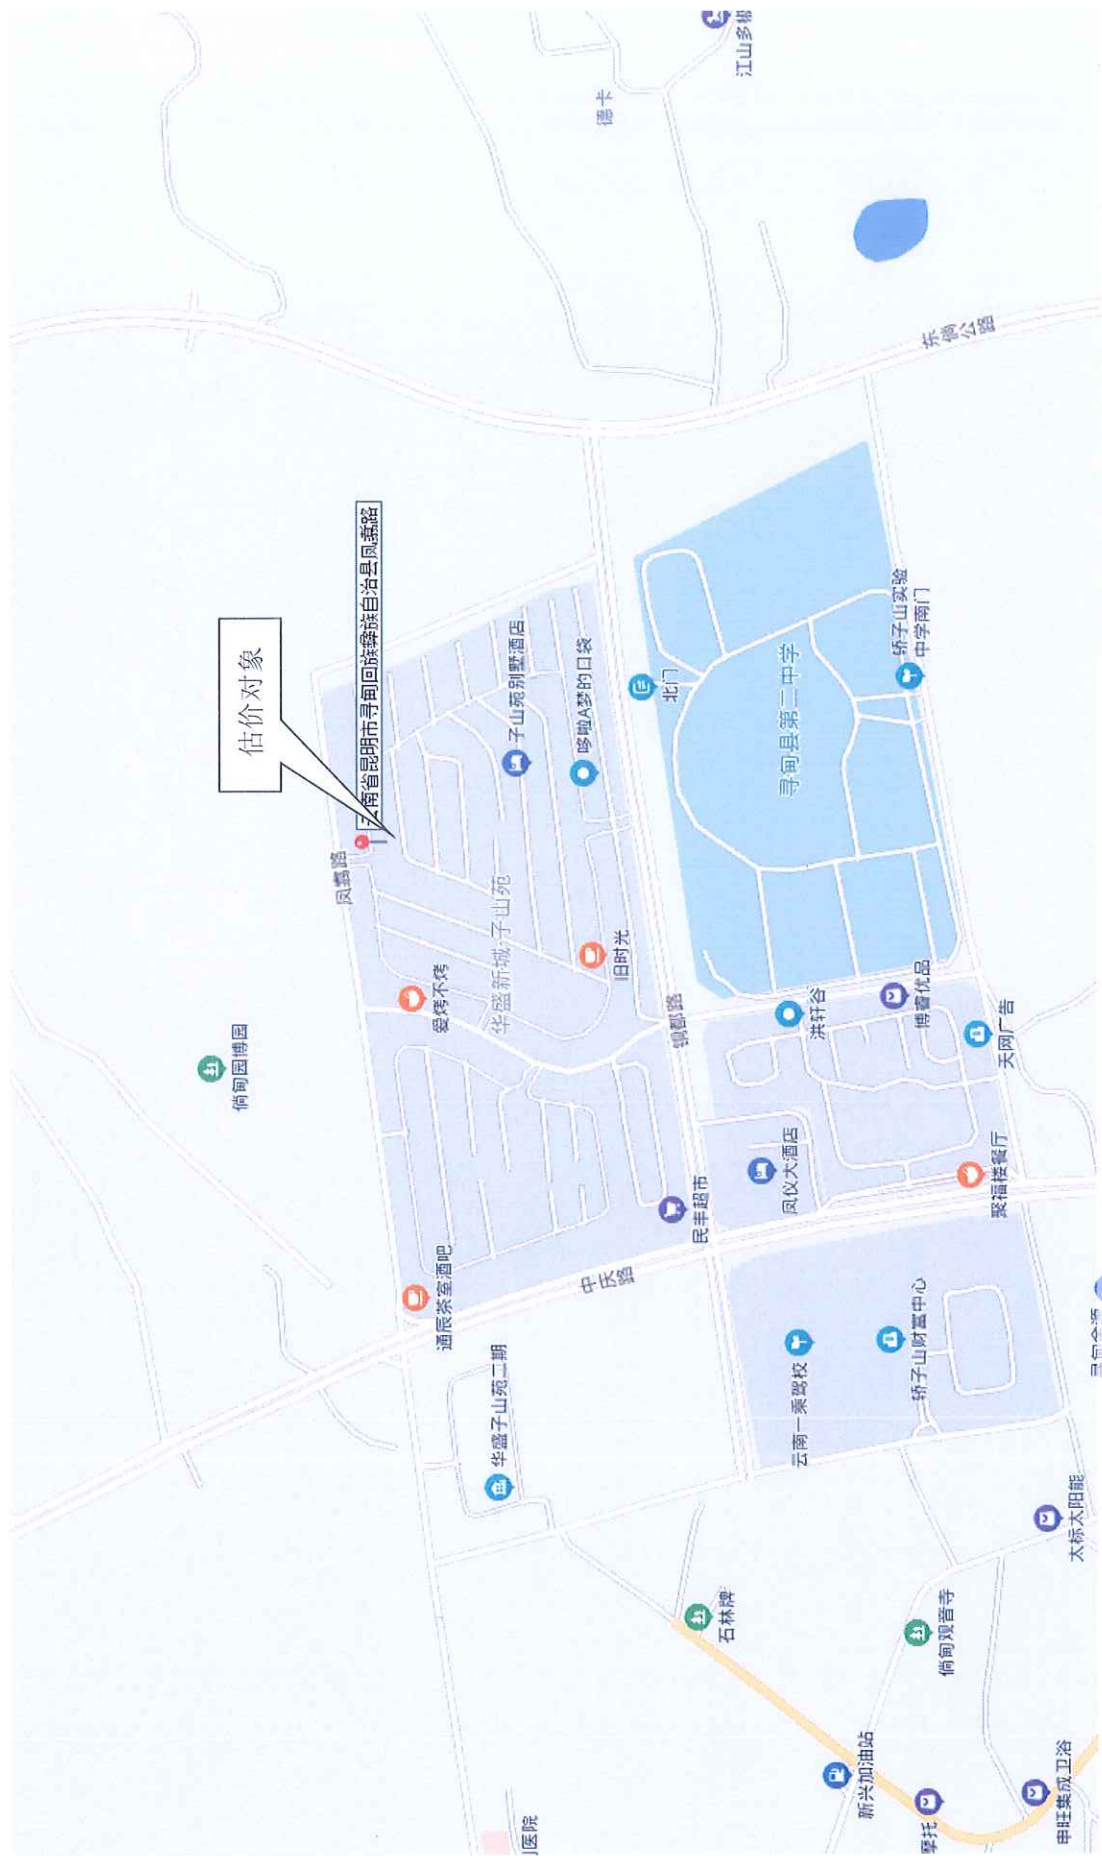 估价对象
云南省昆明市寻甸回族彝族自治县凤翥路
凤翥路
倘甸园博园
爱烤不烤
华盛新城·子山苑
子山苑别墅酒店
哆啦A梦的口袋
旧时光
通辰茶室酒吧
华盛子山苑二期
中庆路
民丰超市
铜都路
北门
寻甸县第二中学
轿子山实验
中学南门
洪轩谷
博睿优品
天网广告
凤仪大酒店
聚福楼餐厅
云南一乘驾校
轿子山财富中心
太标太阳能
石林牌
倘甸观音寺
新兴加油站
摩托
申旺集成卫浴
医院
东倘公路
德卡
江山多椒